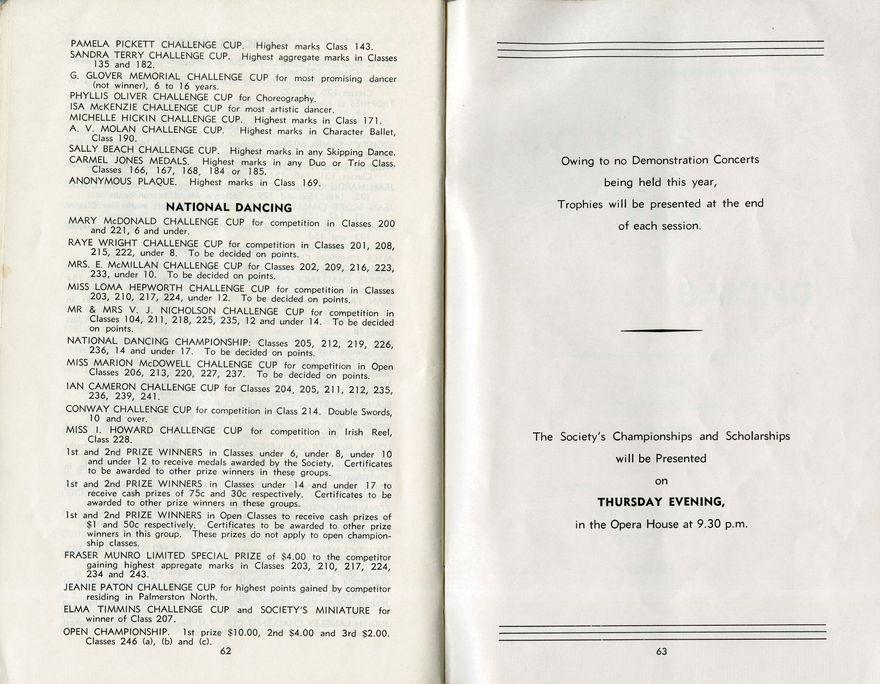 PAMELA PICKETT CHALLENGE CUP. Highest marks Class 143.
SANDRA TERRY CHALLENGE CUP. Highest aggregate marks in Classes
135 and 182.
G. GLOVER MEMORIAL CHALLENGE CUP for most promising dancer
(not winner), 6 to 16 years.
PHYLLIS OLIVER CHALLENGE CUP for Choreography.
ISA McKENZIE CHALLENGE CUP for most artistic dancer.
MICHELLE HICKIN CHALLENGE CUP. Highest marks in Class 171.
A. V. MOLAN CHALLENGE CUP. Highest marks in Character Ballet,
Class 190.
SALLY BEACH CHALLENGE CUP. Highest marks in any Skipping Dance.
CARMEL JONES MEDALS. Highest marks in any Duo or Trio Class.
Classes 166, 167, 168, 184 or 185.
ANONYMOUS PLAQUE. Highest marks in Class 169.
NATIONAL DANCING
MARY McDONALD CHALLENGE CUP for competition in Classes 200
and 221, 6 and under.
RAYE WRIGHT CHALLENGE CUP for competition in Classes 201, 208,
215, 222, under 8. To be decided on points.
MRS. E. McMILLAN CHALLENGE CUP for Classes 202, 209, 216, 223,
233, under 10. To be decided on points.
MISS LOMA HEPWORTH CHALLENGE CUP for competition in Classes
203, 210, 217, 224, under 12. To be decided on points.
MR & MRS V. J. NICHOLSON CHALLENGE CUP for competition in
Classes 104, 211, 218, 225, 235, 12 and under 14. To be decided
on points.
NATIONAL DANCING CHAMPIONSHIP: Classes 205, 212, 219, 226,
236, 14 and under 17. To be decided on points.
MISS MARION McDOWELL CHALLENGE CUP for competition in Open
Classes 206, 213, 220, 227, 237. To be decided on points.
IAN CAMERON CHALLENGE CUP for Classes 204, 205, 211, 212, 235,
236, 239, 241.
CONWAY CHALLENGE CUP for competition in Class 214. Double Swords,
10 and over.
MISS I. HOWARD CHALLENGE CUP for competition in Irish Reel,
Class 228.
1st and 2nd PRIZE WINNERS in Classes under 6, under 8, under 10
and under 12 to receive medals awarded by the Society. Certificates
to be awarded to other prize winners in these groups.
1st and 2nd PRIZE WINNERS in Classes under 14 and under 17 to
receive cash prizes of 75c and 30c respectively. Certificates to be
awarded to other prize winners in these groups.
1st and 2nd PRIZE WINNERS in Open Classes to receive cash prizes of
$1 and 50c respectively. Certificates to be awarded to other prize
winners in this group. These prizes do not apply to open champion-
ship classes.
FRASER MUNRO LIMITED SPECIAL PRIZE of $4.00 to the competitor
gaining highest appregate marks in Classes 203, 210, 217, 224,
234 and 243.
JEANIE PATON CHALLENGE CUP for highest points gained by competitor
residing in Palmerston North.
ELMA TIMMINS CHALLENGE CUP and SOCIETY'S MINIATURE for
winner of Class 207.
OPEN CHAMPIONSHIP. 1st prize $10.00, 2nd $4.00 and 3rd $2.00.
Classes 246 (a), (b) and (c).
62
Owing to no Demonstration Concerts
being held this year,
Trophies will be presented at the end
of each session.
The Society's Championships and Scholarships
will be Presented
on
THURSDAY EVENING,
in the Opera House at 9.30 p.m.
63